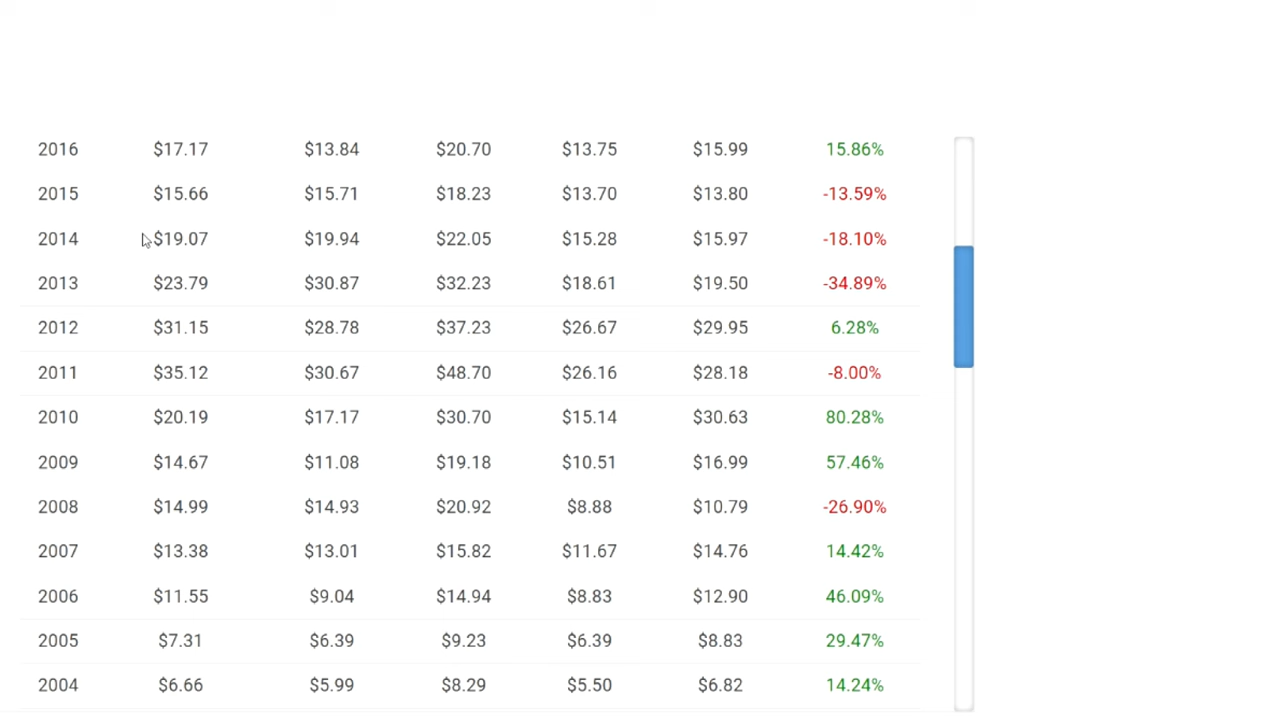 2016 $17.17 $13.84 $20.70 $13.75 $15.99 15.86%
2015 $15.66 $15.71 $18.23 $13.70 $13.80 -13.59%
2014 $19.07 $19.94 $22.05 $15.28 $15.97 -18.10%
2013 $23.79 $30.87 $32.23 $18.61 $19.50 -34.89%
2012 $31.15 $28.78 $37.23 $26.67 $29.95 6.28%
2011 $35.12 $30.67 $48.70 $26.16 $28.18 -8.00%
2010 $20.19 $17.17 $30.70 $15.14 $30.63 80.28%
2009 $14.67 $11.08 $19.18 $10.51 $16.99 57.46%
2008 $14.99 $14.93 $20.92 $8.88 $10.79 -26.90%
2007 $13.38 $13.01 $15.82 $11.67 $14.76 14.42%
2006 $11.55 $9.04 $14.94 $8.83 $12.90 46.09%
2005 $7.31 $6.39 $9.23 $6.39 $8.83 29.47%
2004 $6.66 $5.99 $8.29 $5.50 $6.82 14.24%